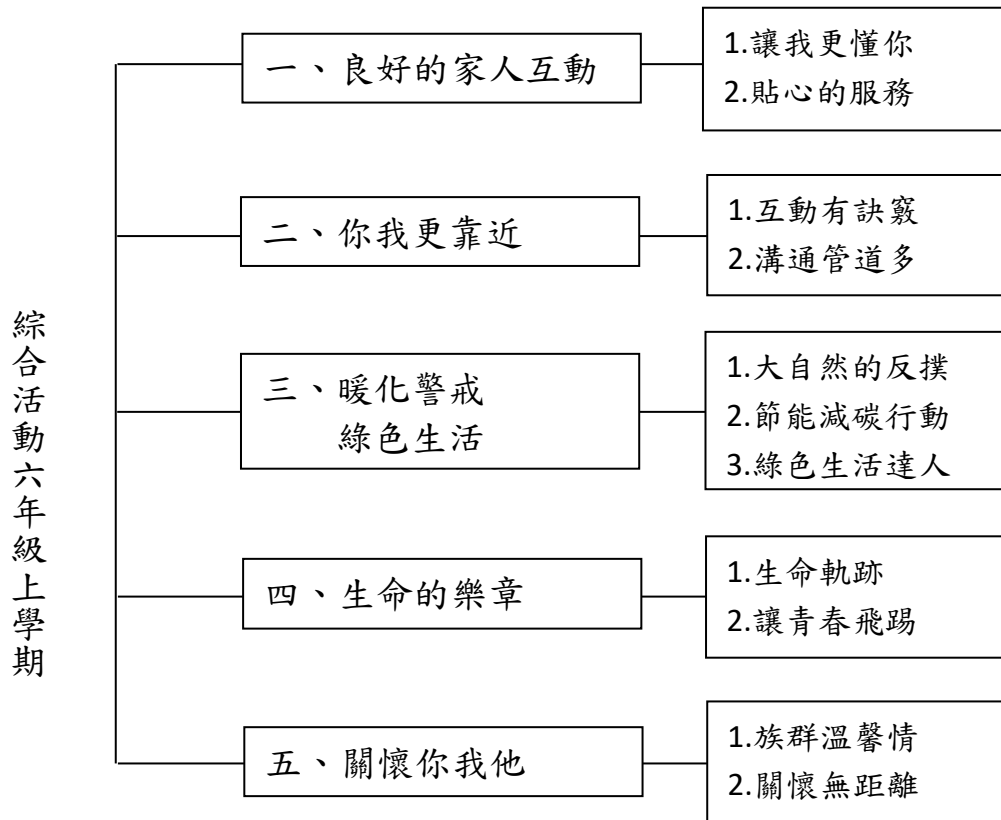 綜合活動六年級上學期
一、良好的家人互動
1.讓我更懂你
2.貼心的服務
二、你我更靠近
1.互動有訣竅
2.溝通管道多
三、暖化警戒
綠色生活
1.大自然的反撲
2.節能減碳行動
3.綠色生活達人
四、生命的樂章
1.生命軌跡
2.讓青春飛踢
五、關懷你我他
1.族群溫馨情
2.關懷無距離